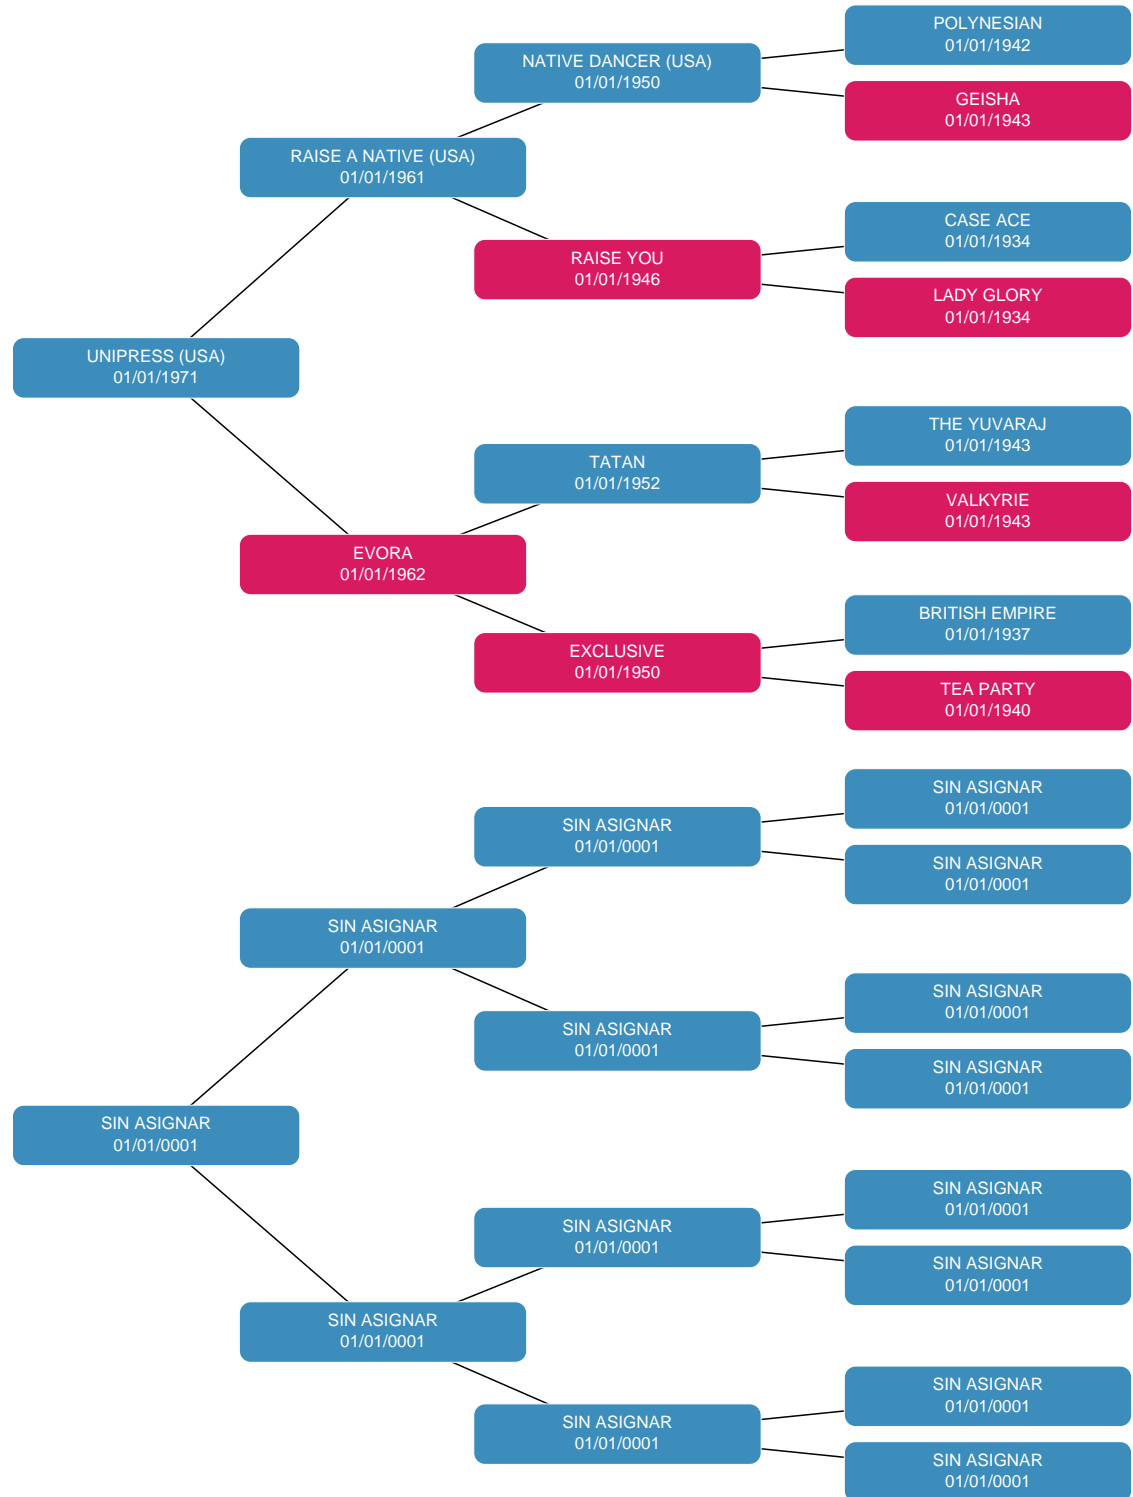 POLYNESIAN
01/01/1942
NATIVE DANCER (USA)
01/01/1950
GEISHA
01/01/1943
RAISE A NATIVE (USA)
01/01/1961
CASE ACE
01/01/1934
RAISE YOU
01/01/1946
LADY GLORY
01/01/1934
UNIPRESS (USA)
01/01/1971
THE YUVARAJ
01/01/1943
TATAN
01/01/1952
VALKYRIE
01/01/1943
EVORA
01/01/1962
BRITISH EMPIRE
01/01/1937
EXCLUSIVE
01/01/1950
TEA PARTY
01/01/1940
SIN ASIGNAR
01/01/0001
SIN ASIGNAR
01/01/0001
SIN ASIGNAR
01/01/0001
SIN ASIGNAR
01/01/0001
SIN ASIGNAR
01/01/0001
SIN ASIGNAR
01/01/0001
SIN ASIGNAR
01/01/0001
SIN ASIGNAR
01/01/0001
SIN ASIGNAR
01/01/0001
SIN ASIGNAR
01/01/0001
SIN ASIGNAR
01/01/0001
SIN ASIGNAR
01/01/0001
SIN ASIGNAR
01/01/0001
SIN ASIGNAR
01/01/0001
SIN ASIGNAR
01/01/0001